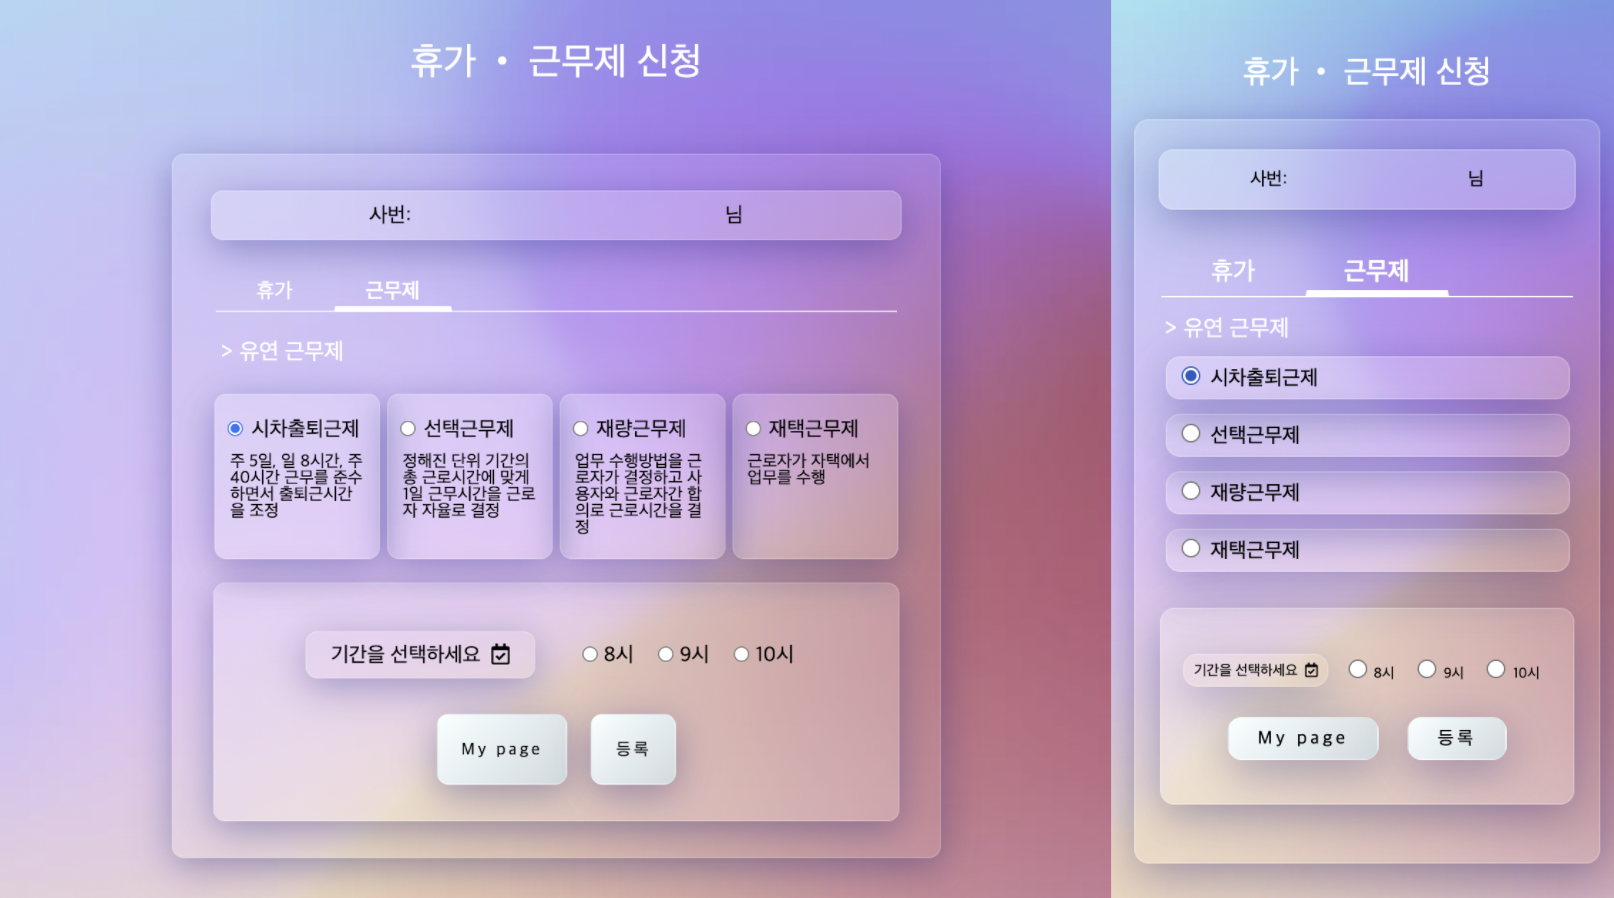 휴가 • 근무제 신청
사번: 님
휴가 근무제
> 유연 근무제
시차출퇴근제
주 5일, 일 8시간, 주
40시간 근무를 준수
하면서 출퇴근시간
을 조정
선택근무제
정해진 단위 기간의
총 근로시간에 맞게
1일 근무시간을 근로
자 자율로 결정
재량근무제
업무 수행방법을 근
로자가 결정하고 사
용자와 근로자간 합
의로 근로시간을 결
정
재택근무제
근로자가 자택에서
업무를 수행
기간을 선택하세요 8시 9시 10시
My page 등록
휴가 • 근무제 신청
사번: 님
휴가 근무제
> 유연 근무제
시차출퇴근제
선택근무제
재량근무제
재택근무제
기간을 선택하세요 8시 9시 10시
My page 등록